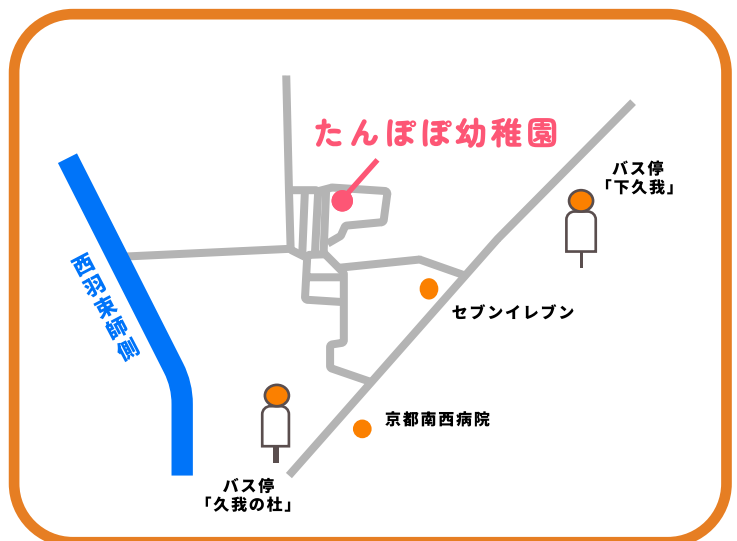 たんぽぽ幼稚園
バス停
「下久我」
西羽束師側
セブンイレブン
京都南西病院
バス停
「久我の杜」